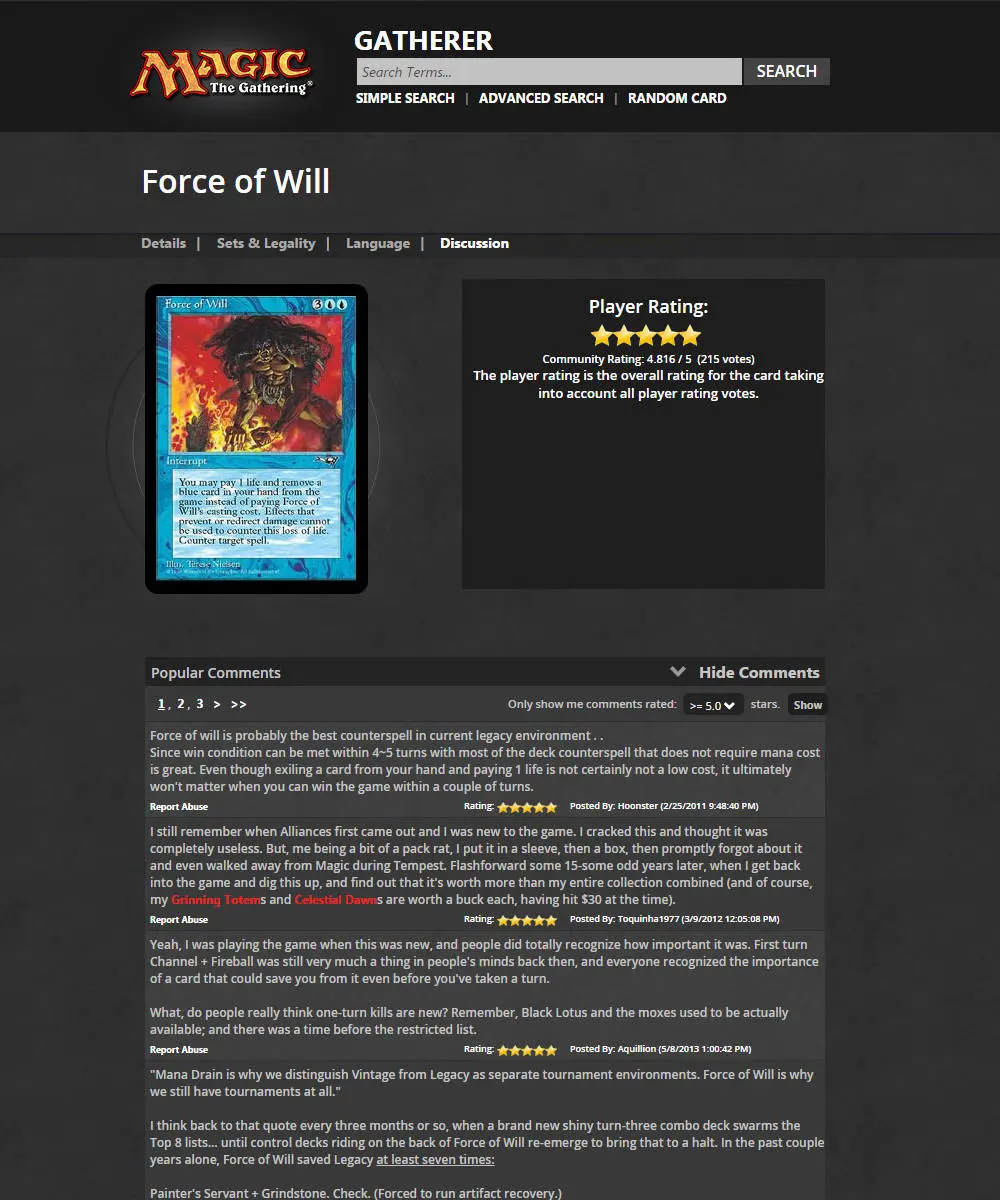 MAGIC
The Gathering®
GATHERER
Search Terms...
SEARCH
SIMPLE SEARCH | ADVANCED SEARCH | RANDOM CARD
Force of Will
Details | Sets & Legality | Language | Discussion
Force of Will
3
Interrupt
You may pay 1 life and remove a
blue card in your hand from the
game instead of paying Force of
Will's casting cost. Effects that
prevent or redirect damage cannot
be used to counter this loss of life.
Counter target spell.
Illus. Terese Nielsen
Player Rating:
Community Rating: 4.816 / 5 (215 votes)
The player rating is the overall rating for the card taking
into account all player rating votes.
Popular Comments
Hide Comments
1, 2, 3 > >>
Only show me comments rated: >= 5.0 stars. Show
Force of will is probably the best counterspell in current legacy environment . .
Since win condition can be met within 4~5 turns with most of the deck counterspell that does not require mana cost
is great. Even though exiling a card from your hand and paying 1 life is not certainly not a low cost, it ultimately
won't matter when you can win the game within a couple of turns.
Report Abuse
Rating:
Posted By: Hoonster (2/25/2011 9:48:40 PM)
I still remember when Alliances first came out and I was new to the game. I cracked this and thought it was
completely useless. But, me being a bit of a pack rat, I put it in a sleeve, then a box, then promptly forgot about it
and even walked away from Magic during Tempest. Flashforward some 15-some odd years later, when I get back
into the game and dig this up, and find out that it's worth more than my entire collection combined (and of course,
my Grinning Totems and Celestial Dawns are worth a buck each, having hit $30 at the time).
Report Abuse
Rating:
Posted By: Toquinha1977 (3/9/2012 12:05:08 PM)
Yeah, I was playing the game when this was new, and people did totally recognize how important it was. First turn
Channel + Fireball was still very much a thing in people's minds back then, and everyone recognized the importance
of a card that could save you from it even before you've taken a turn.
What, do people really think one-turn kills are new? Remember, Black Lotus and the moxes used to be actually
available; and there was a time before the restricted list.
Report Abuse
Rating:
Posted By: Aquillion (5/8/2013 1:00:42 PM)
"Mana Drain is why we distinguish Vintage from Legacy as separate tournament environments. Force of Will is why
we still have tournaments at all."
I think back to that quote every three months or so, when a brand new shiny turn-three combo deck swarms the
Top 8 lists... until control decks riding on the back of Force of Will re-emerge to bring that to a halt. In the past couple
years alone, Force of Will saved Legacy at least seven times:
Painter's Servant + Grindstone. Check. (Forced to run artifact recovery.)